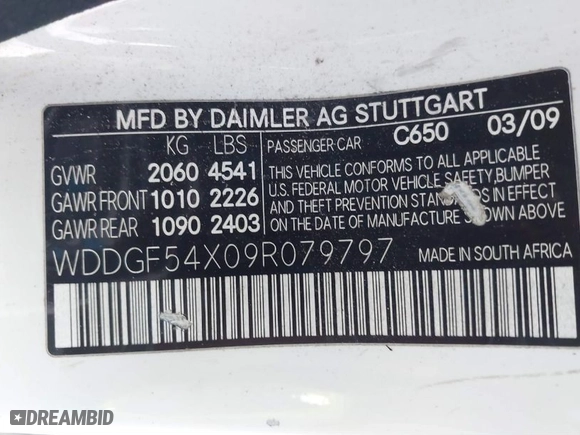 MFD BY DAIMLER AG STUTTGART
KG LBS PASSENGER CAR C650 03/09
GVWR 2060 4541
GAWR FRONT 1010 2226
GAWR REAR 1090 2403
THIS VEHICLE CONFORMS TO ALL APPLICABLE
U.S. FEDERAL MOTOR VEHICLE SAFETY, BUMPER
AND THEFT PREVENTION STANDARDS IN EFFECT
ON THE DATE OF MANUFACTURE SHOWN ABOVE.
WDDGF54X09R079797 MADE IN SOUTH AFRICA
DREAMBID